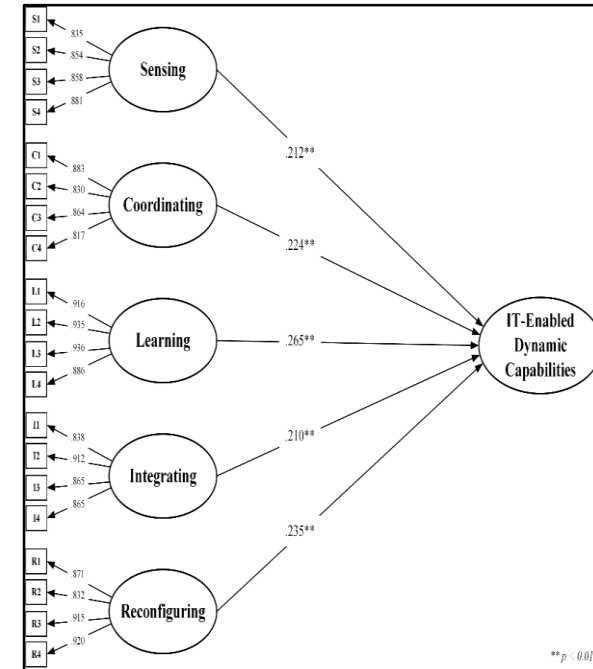 S1
.835
S2
.854
S3
.858
S4
.881
Sensing
.212**
C1
.883
C2
.830
C3
.864
C4
.817
Coordinating
.224**
L1
.916
L2
.935
L3
.936
L4
.886
Learning
.265**
IT-Enabled
Dynamic
Capabilities
I1
.838
I2
.912
I3
.865
I4
.865
Integrating
.210**
R1
.871
R2
.832
R3
.915
R4
.920
Reconfiguring
.235**
**p < 0.01